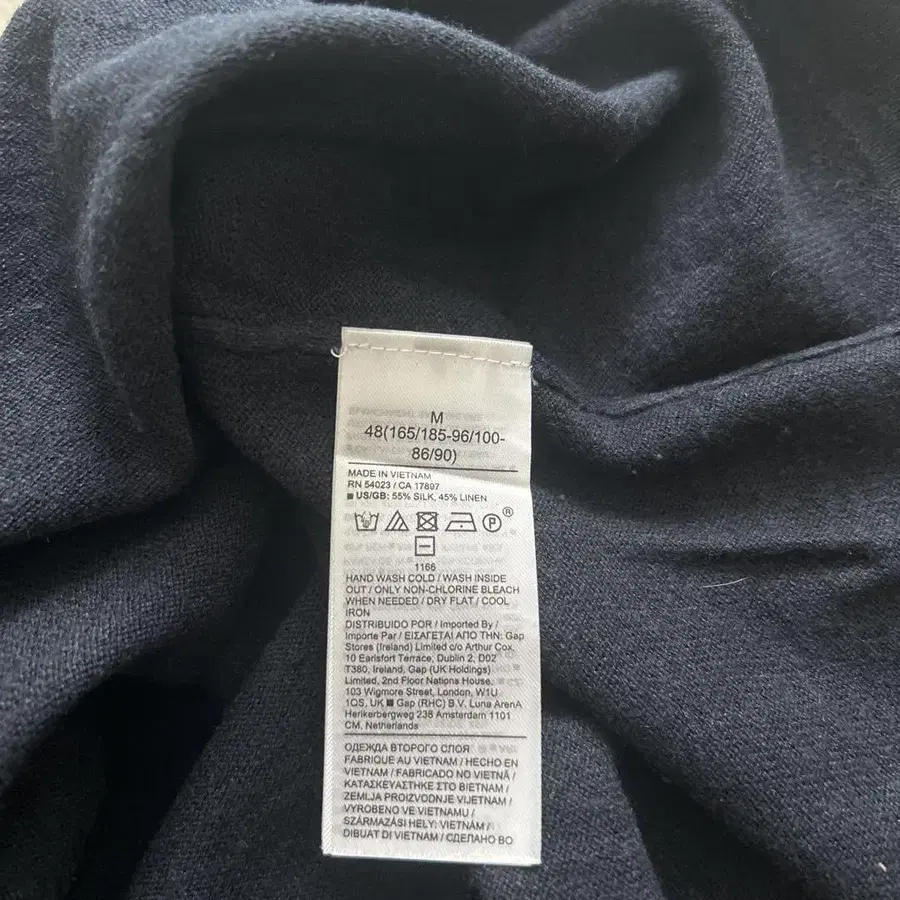 M
48(165/185-96/100-
86/90)
MADE IN VIETNAM
RN 54023 / CA 17897
■ US/GB: 55% SILK, 45% LINEN
P ®
1166
HAND WASH COLD / WASH INSIDE
OUT / ONLY NON-CHLORINE BLEACH
WHEN NEEDED / DRY FLAT / COOL
IRON
DISTRIBUIDO POR / Imported By /
Importe Par / ΕΙΣΑΓΕΤΑΙ ΑΠΟ ΤΗΝ: Gap
Stores (Ireland) Limited c/o Arthur Cox,
10 Earlsfort Terrace, Dublin 2, D02
T380, Ireland, Gap (UK Holdings)
Limited, 2nd Floor Nations House,
103 Wigmore Street, London, W1U
1QS, UK ■ Gap (RHC) B.V. Luna ArenA
Herikerbergweg 238 Amsterdam 1101
CM, Netherlands
ОДЕЖДА ВТОРОГО СЛОЯ
FABRIQUE AU VIETNAM / HECHO EN
VIETNAM / FABRICADO NO VIETNÃ /
ΚΑΤΑΣΚΕΥΑΣΤΗΚΕ ΣΤΟ ΒΙΕΤΝΑΜ /
ZEMLJA PROIZVODNJE VIJETNAM /
VYROBENO VE VIETNAMU /
SZÁRMAZÁSI HELY: VIETNÁM /
DIBUAT DI VIETNAM / СДЕЛАНО ВО